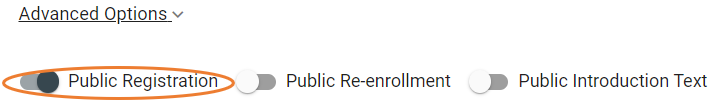 Advanced Options
Public Registration Public Re-enrollment Public Introduction Text